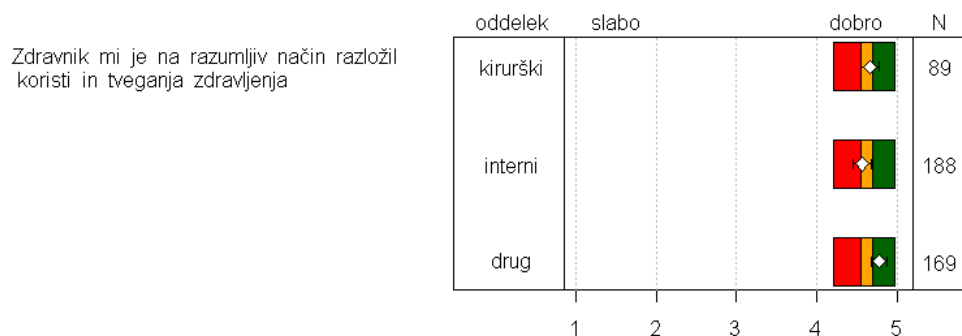 oddelek slabo dobro N
Zdravnik mi je na razumljiv način razložil
koristi in tveganja zdravljenja
kirurški 89
interni 188
drug 169
1 2 3 4 5